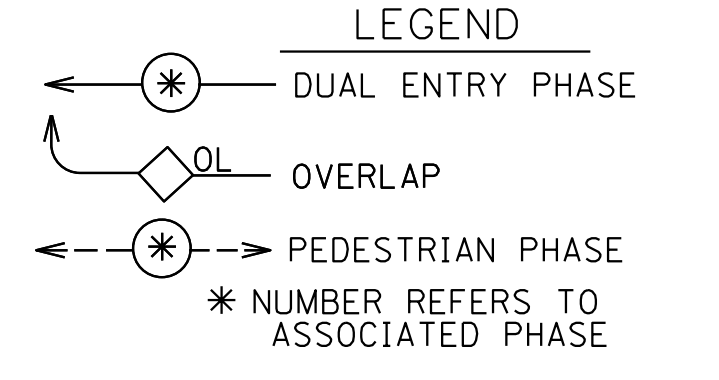 LEGEND
* DUAL ENTRY PHASE
OL OVERLAP
* PEDESTRIAN PHASE
* NUMBER REFERS TO
ASSOCIATED PHASE